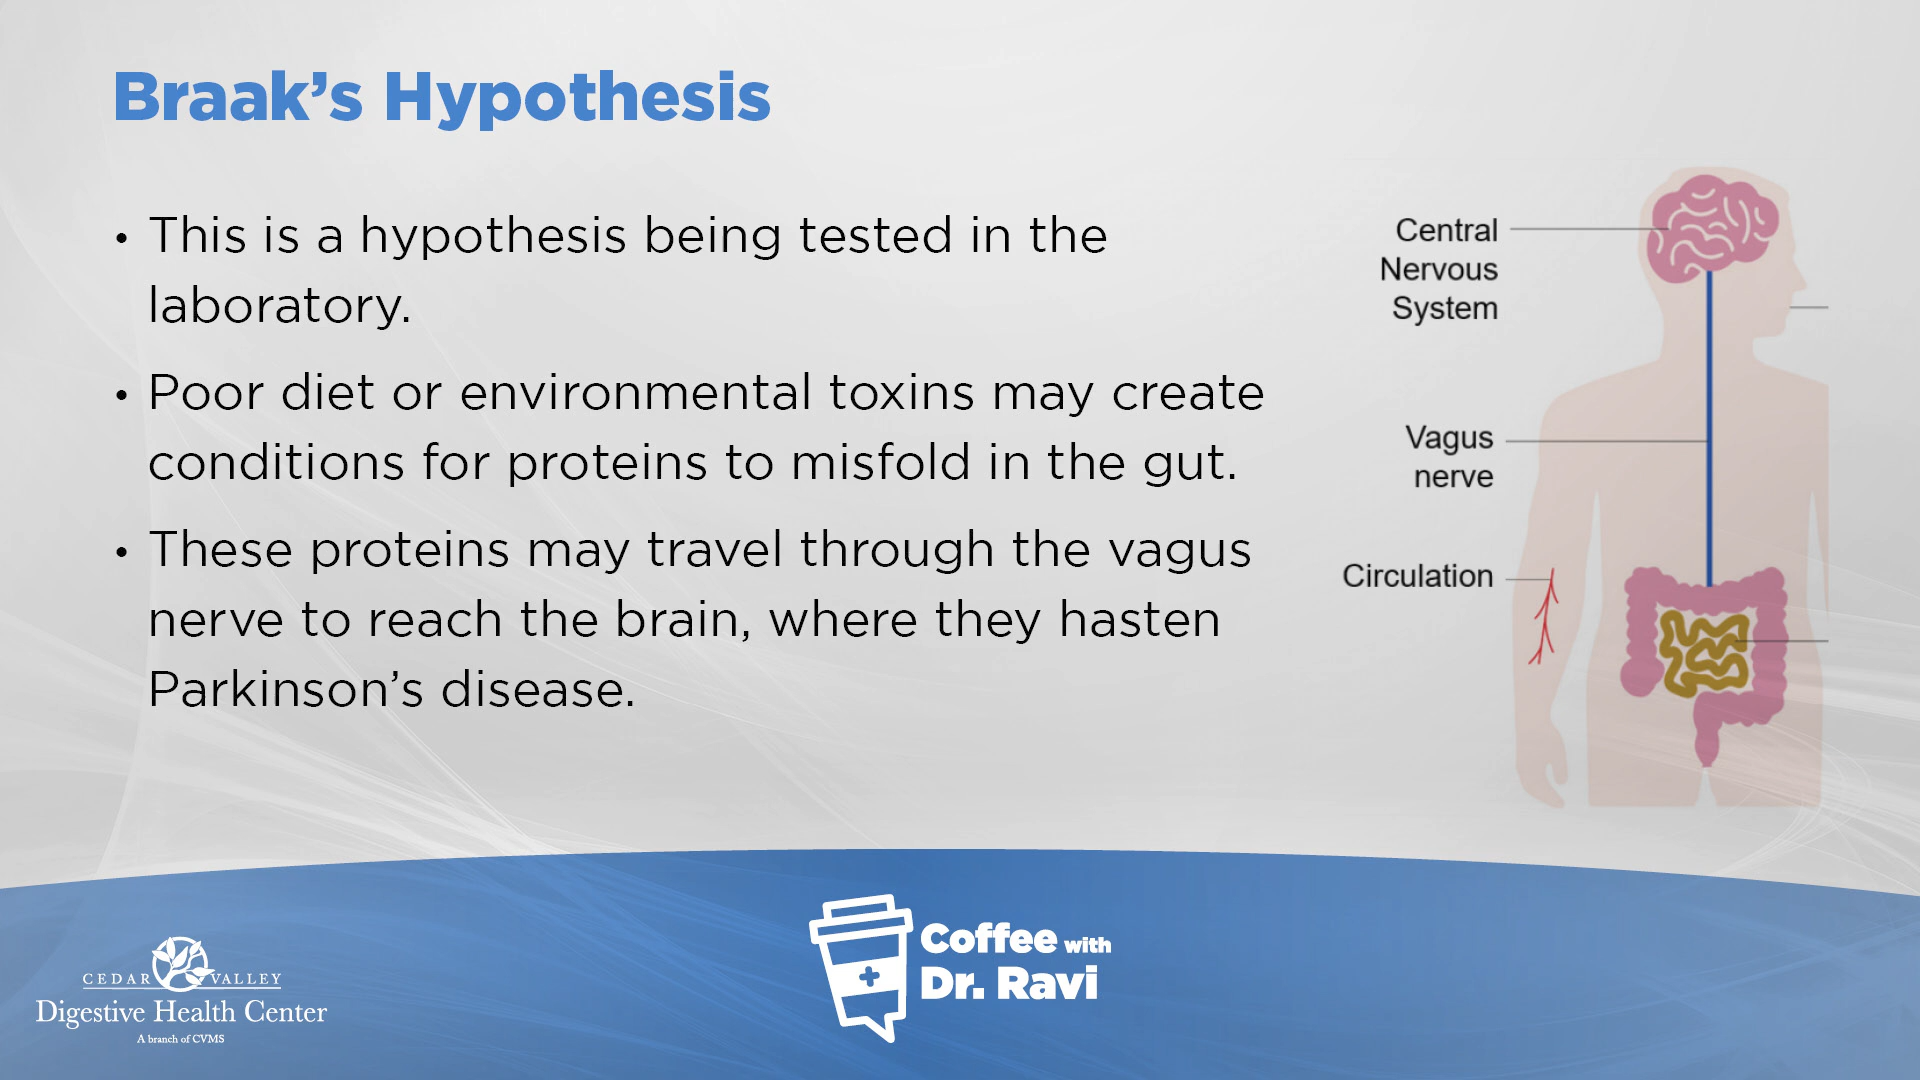 Braak’s Hypothesis
• This is a hypothesis being tested in the
laboratory.
• Poor diet or environmental toxins may create
conditions for proteins to misfold in the gut.
• These proteins may travel through the vagus
nerve to reach the brain, where they hasten
Parkinson’s disease.
Central
Nervous
System
Vagus
nerve
Circulation
CEDAR VALLEY
Digestive Health Center
A branch of CVMS
Coffee with
Dr. Ravi